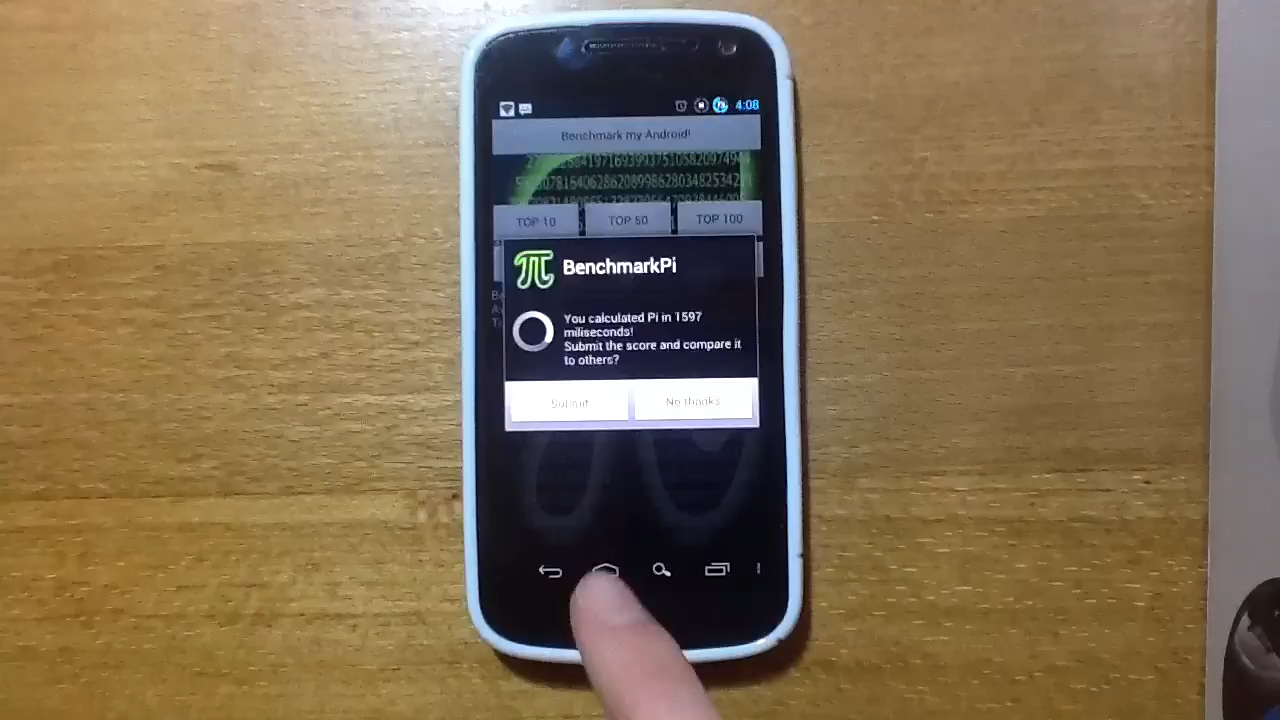 4:08
Benchmark my Android!
TOP 10 TOP 50 TOP 100
BenchmarkPi
You calculated Pi in 1597
miliseconds!
Submit the score and compare it
to others?
Submit No thanks